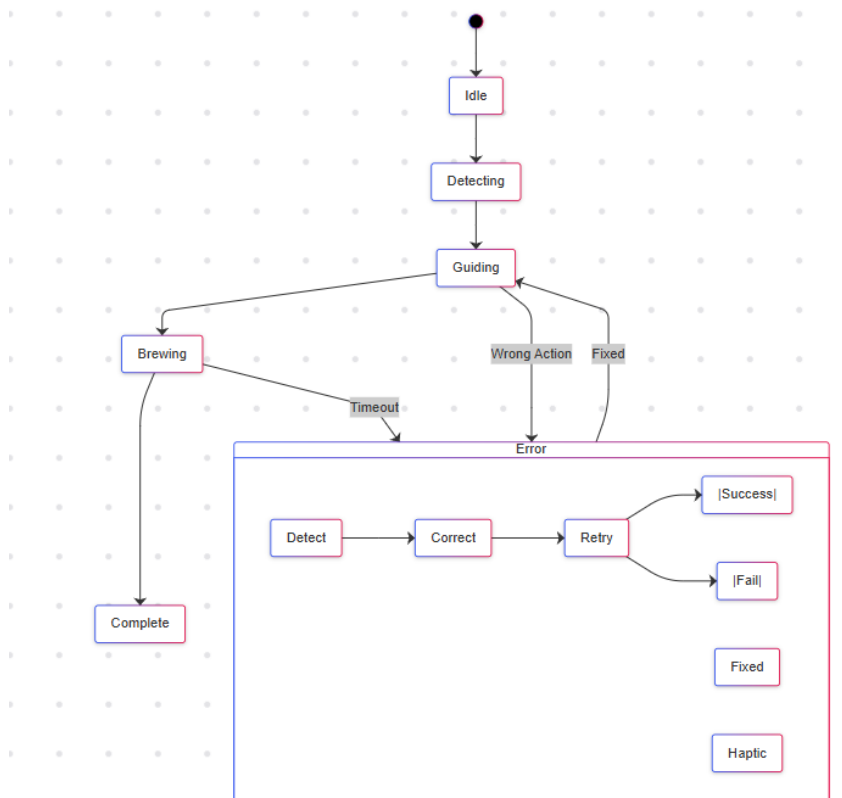 Idle
Detecting
Guiding
Brewing
Wrong Action
Fixed
Timeout
Error
|Success|
Detect
Correct
Retry
|Fail|
Complete
Fixed
Haptic